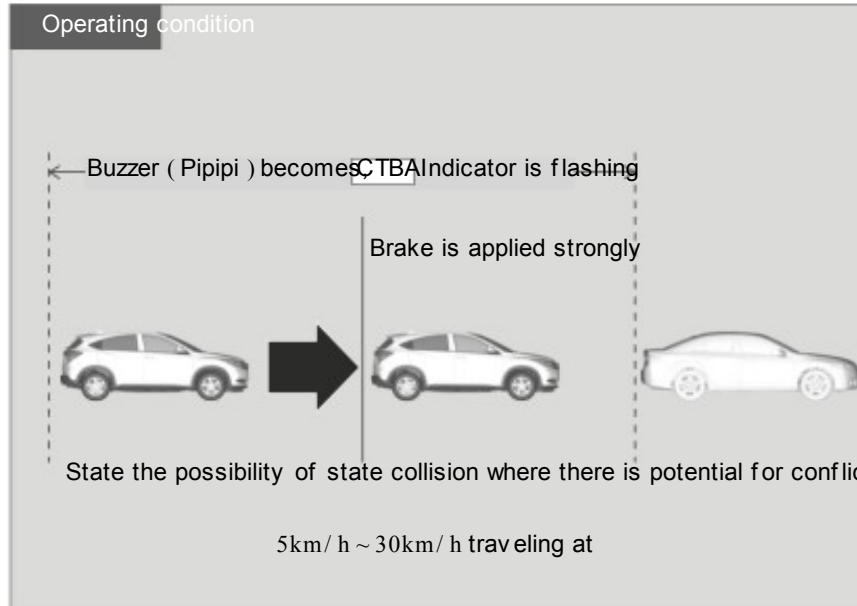 Operating condition
Buzzer ( Pipipi ) becomes, CTBA Indicator is flashing
Brake is applied strongly
State the possibility of state collision where there is potential for conflic
5km/ h ~ 30km/ h traveling at